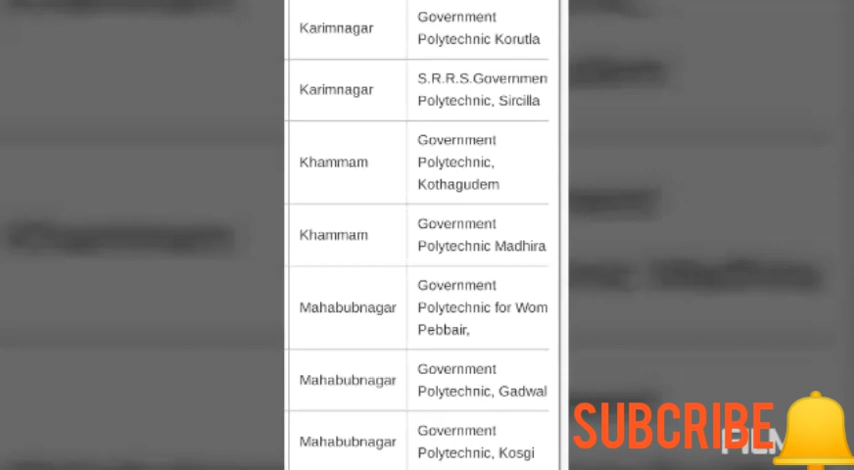 Karimnagar
Government
Polytechnic Korutla
Karimnagar
S.R.R.S.Governmen
Polytechnic, Sircilla
Khammam
Government
Polytechnic,
Kothagudem
Khammam
Government
Polytechnic Madhira
Mahabubnagar
Government
Polytechnic for Wom
Pebbair,
Mahabubnagar
Government
Polytechnic, Gadwal
Mahabubnagar
Government
Polytechnic, Kosgi
SUBCRIBE
FILM